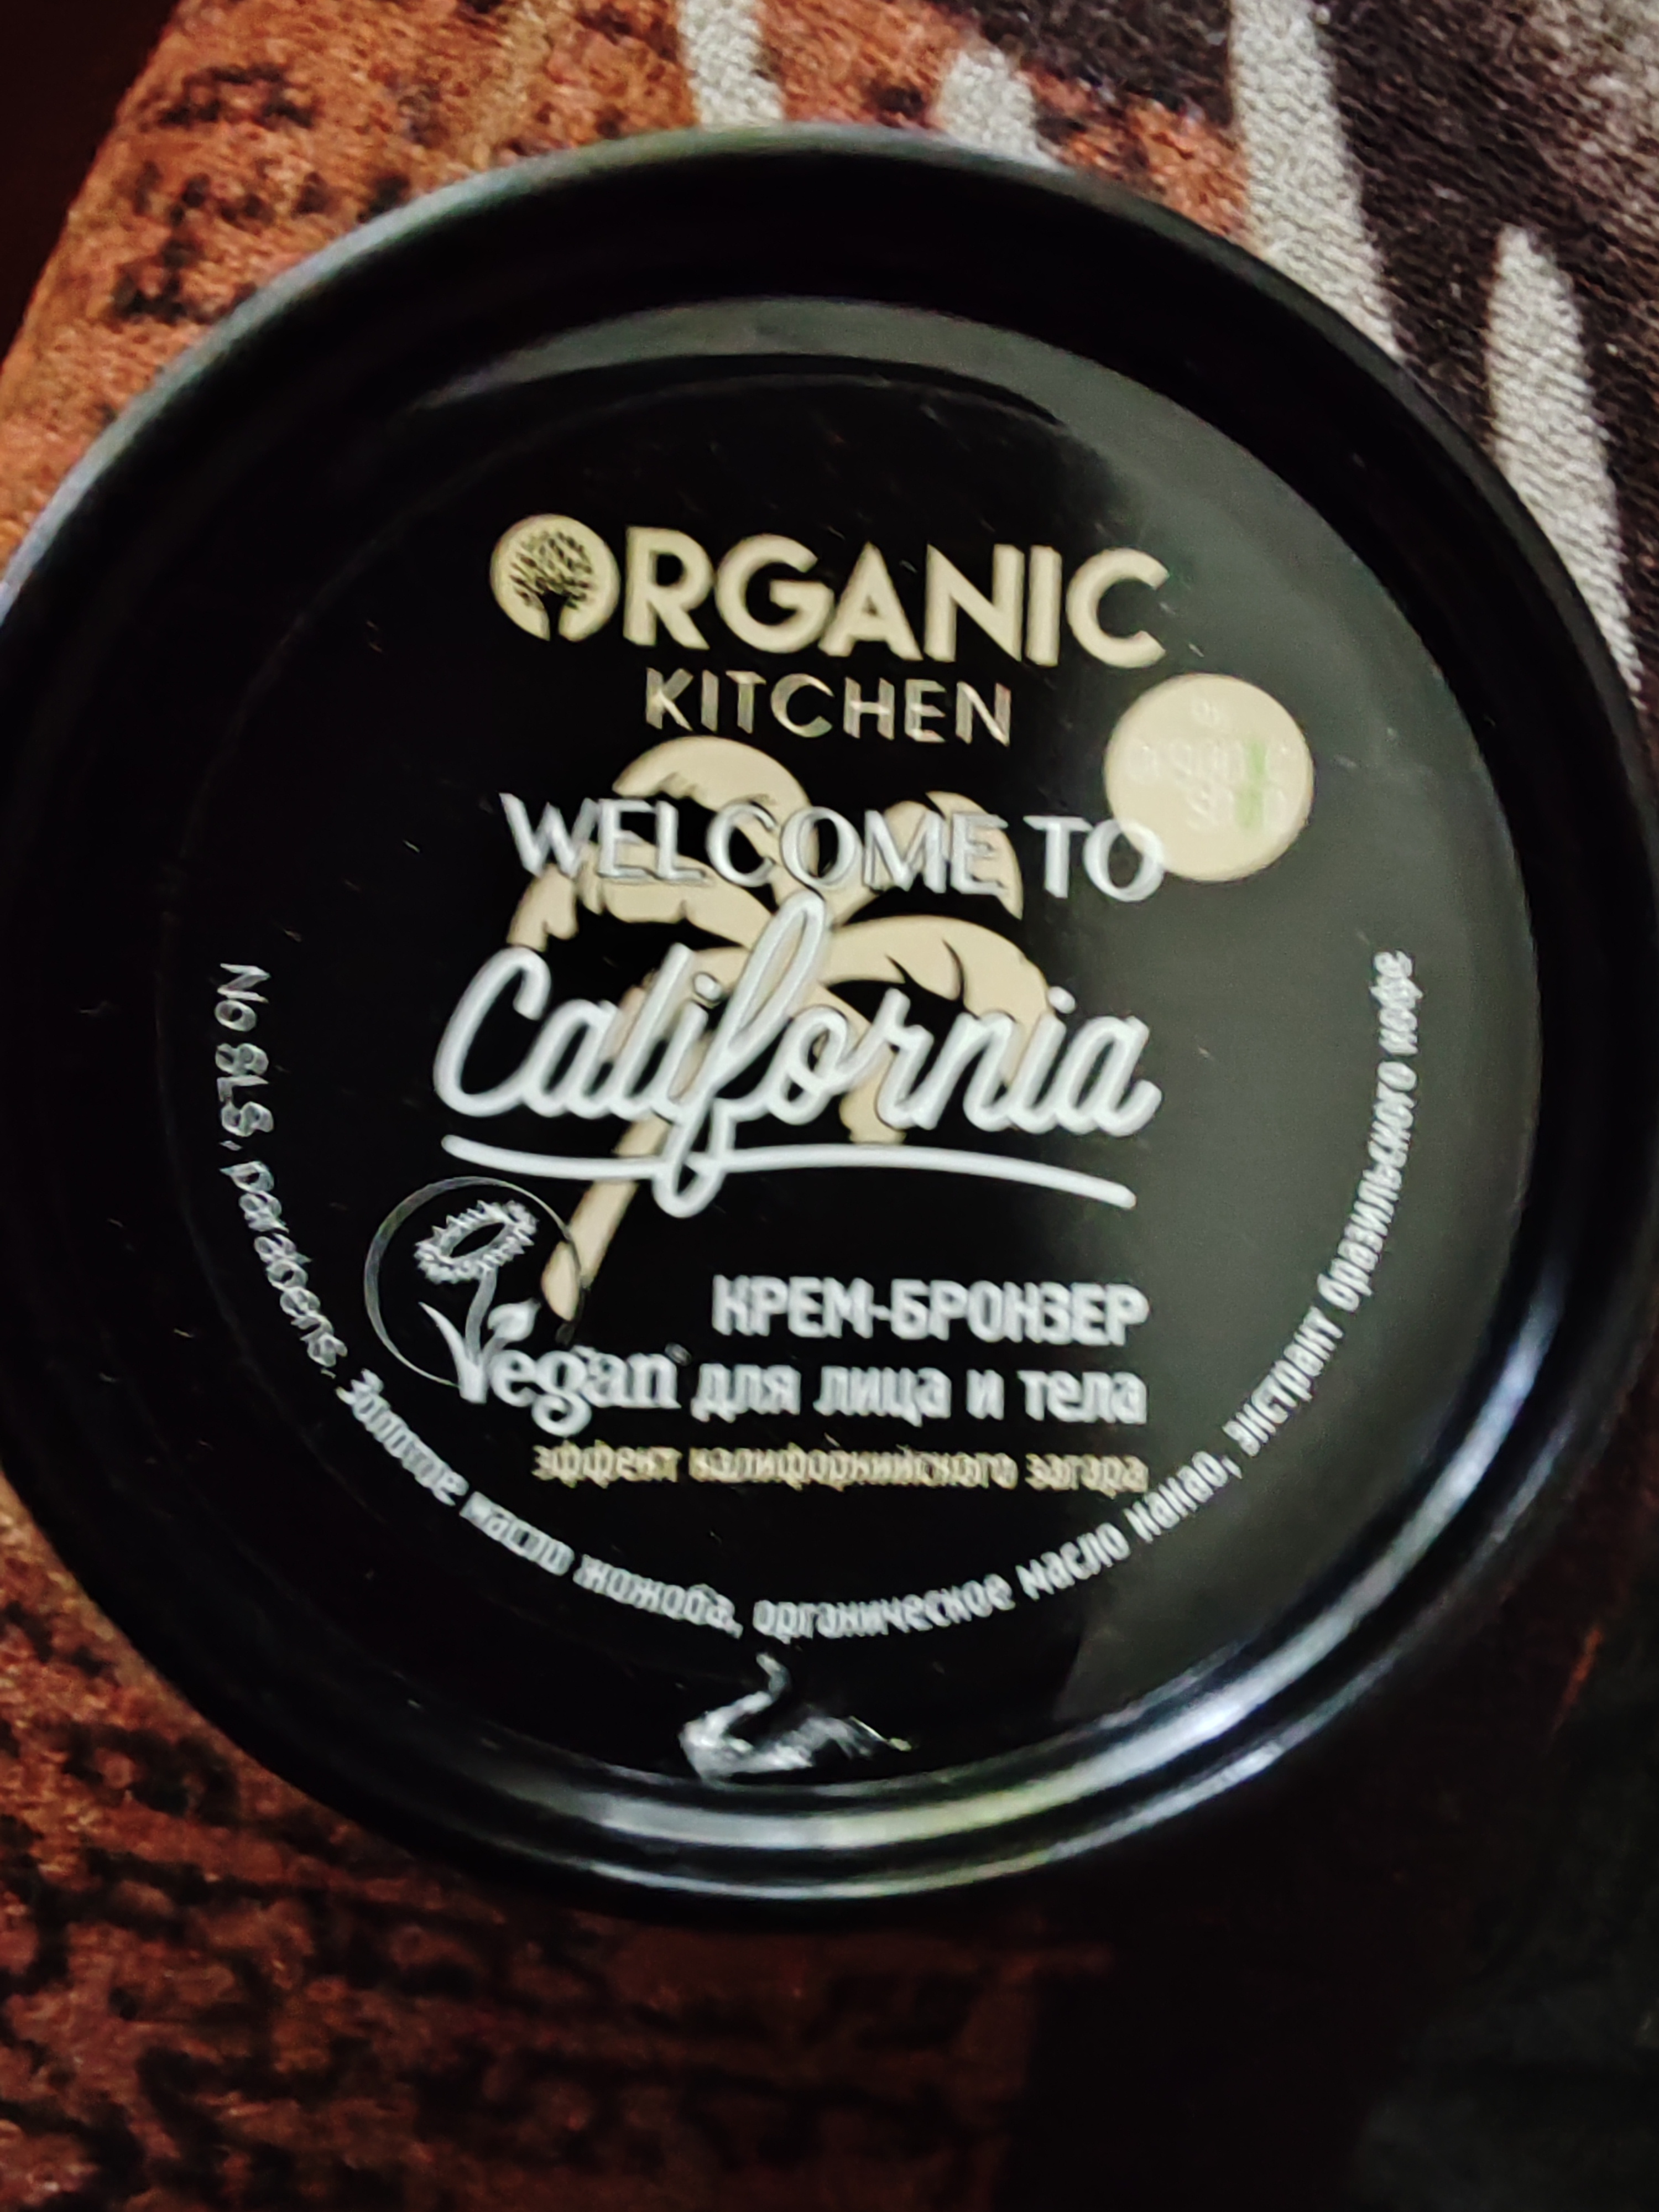 ORGANIC
KITCHEN
WELCOME TO
California
Vegan
КРЕМ-БРОНЗЕР
для лица и тела
эффект калифорнийского загара
No SLS, parabens. Золотое масло жожоба, органическое масло какао, экстракт бразильского кофе